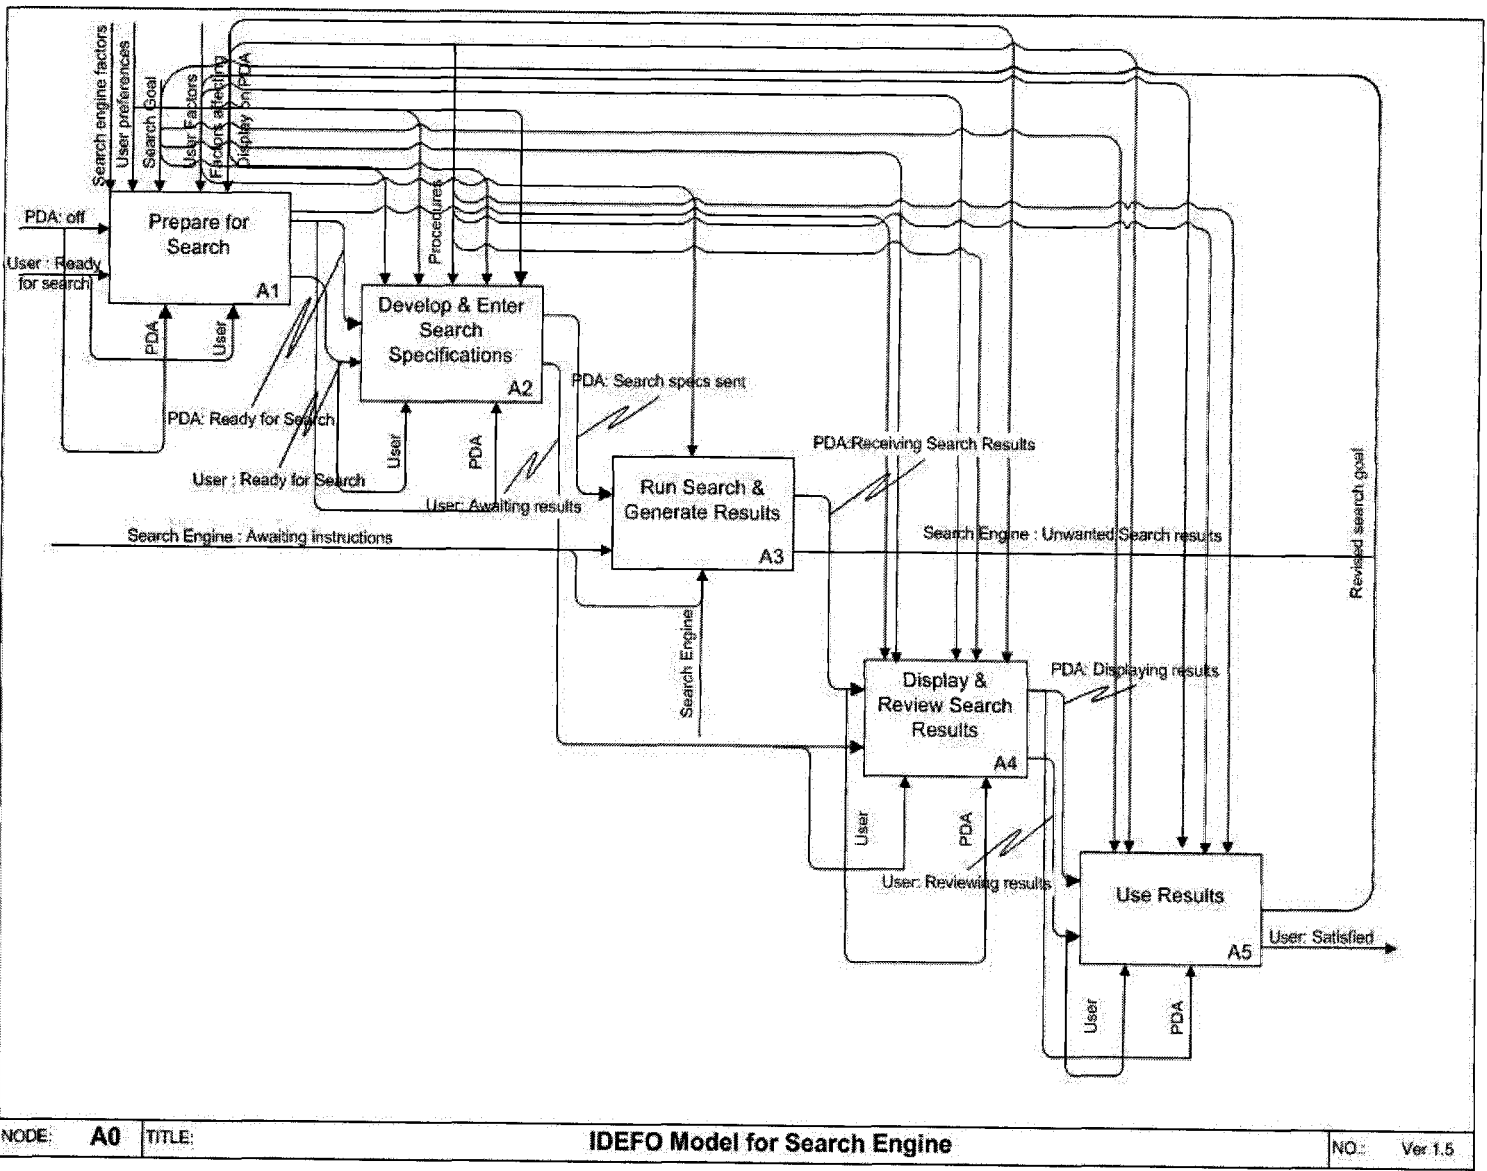 Search engine factors
User preferences
Search Goal
User Factors
Factors affecting
Display on PDA
PDA: off
User : Ready
for search
Prepare for
Search
A1
PDA
User
Procedures
Develop & Enter
Search
Specifications
A2
PDA: Ready for Search
User : Ready for Search
User
PDA
PDA: Search specs sent
User: Awaiting results
Search Engine : Awaiting instructions
Run Search &
Generate Results
A3
PDA:Receiving Search Results
Search Engine : Unwanted Search results
Revised search goal
Search Engine
Display &
Review Search
Results
A4
PDA: Displaying results
User
PDA
User: Reviewing results
Use Results
A5
User: Satisfied
User
PDA
NODE: A0 TITLE: IDEFO Model for Search Engine NO.: Ver 1.5